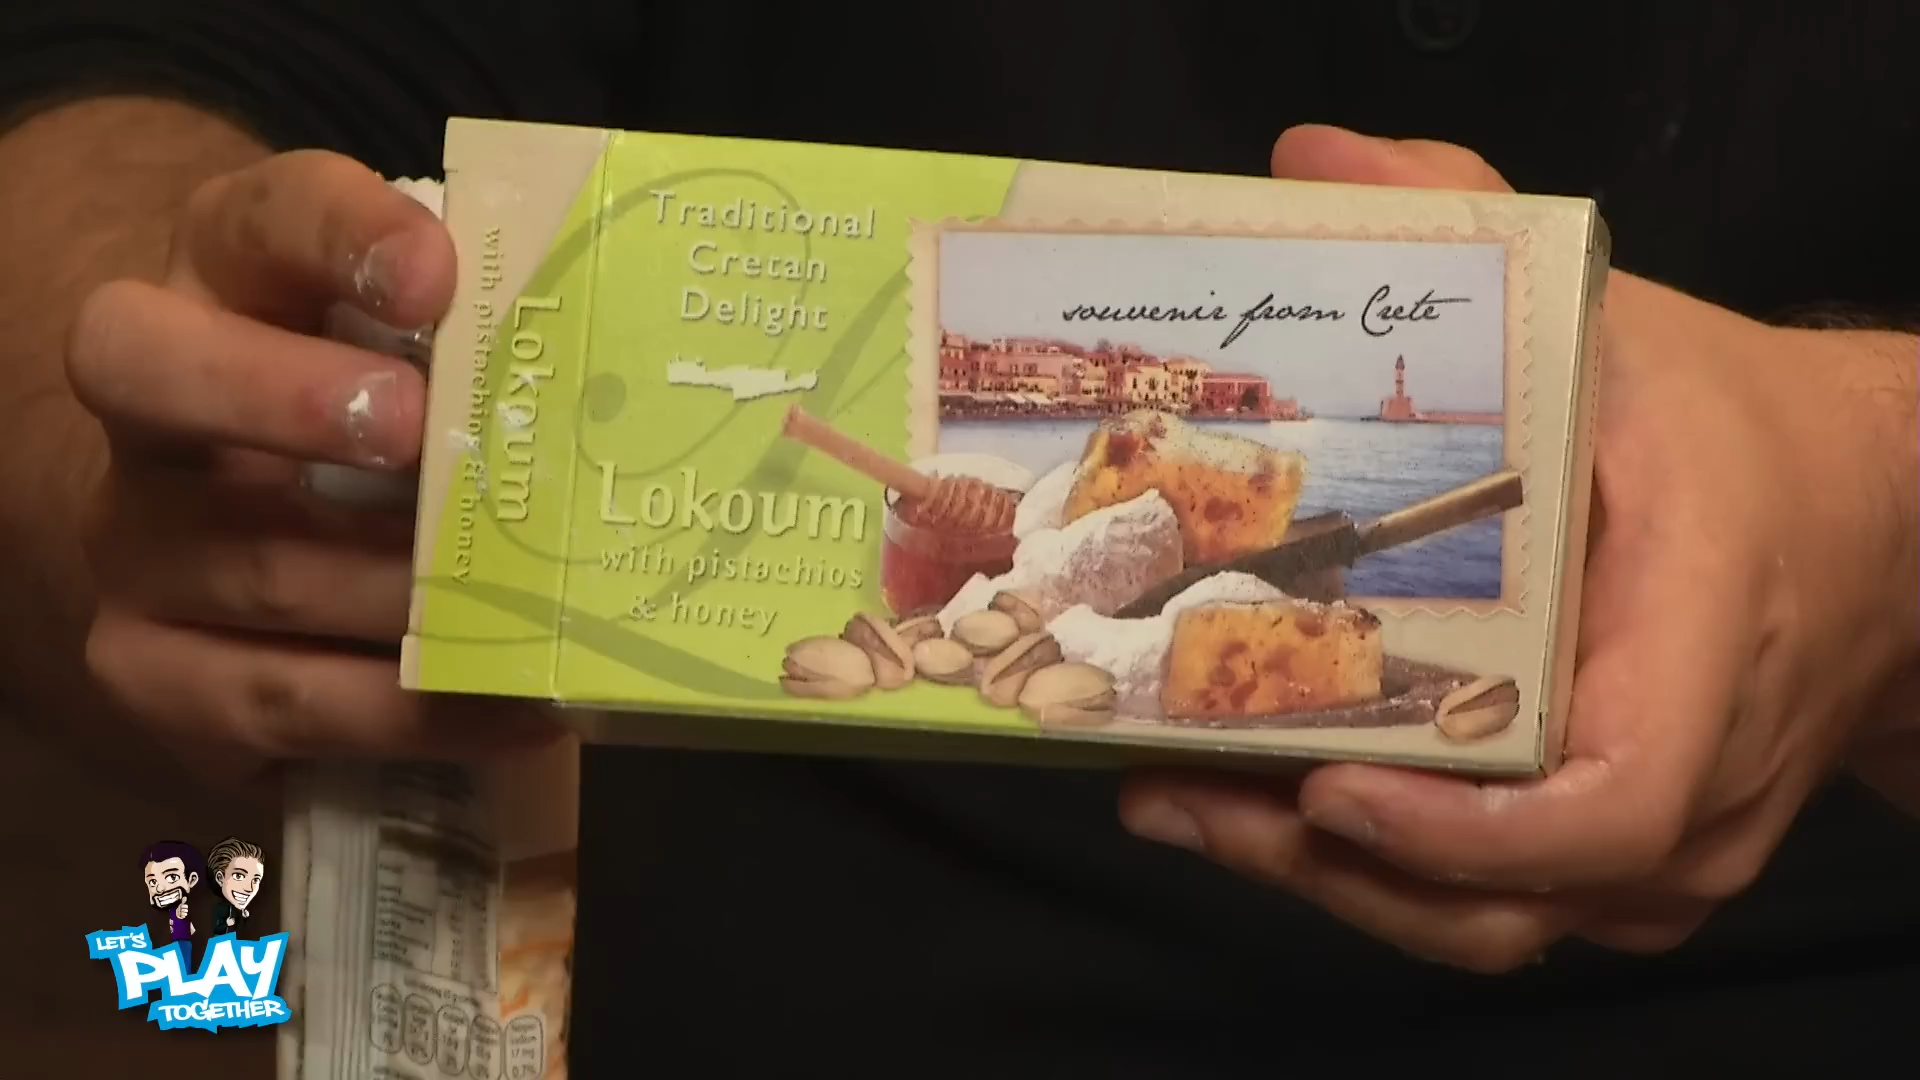 with pistachios & honey
Lokoum
Traditional
Cretan
Delight
Lokoum
with pistachios
& honey
souvenir from Crete
LET'S
PLAY
TOGETHER